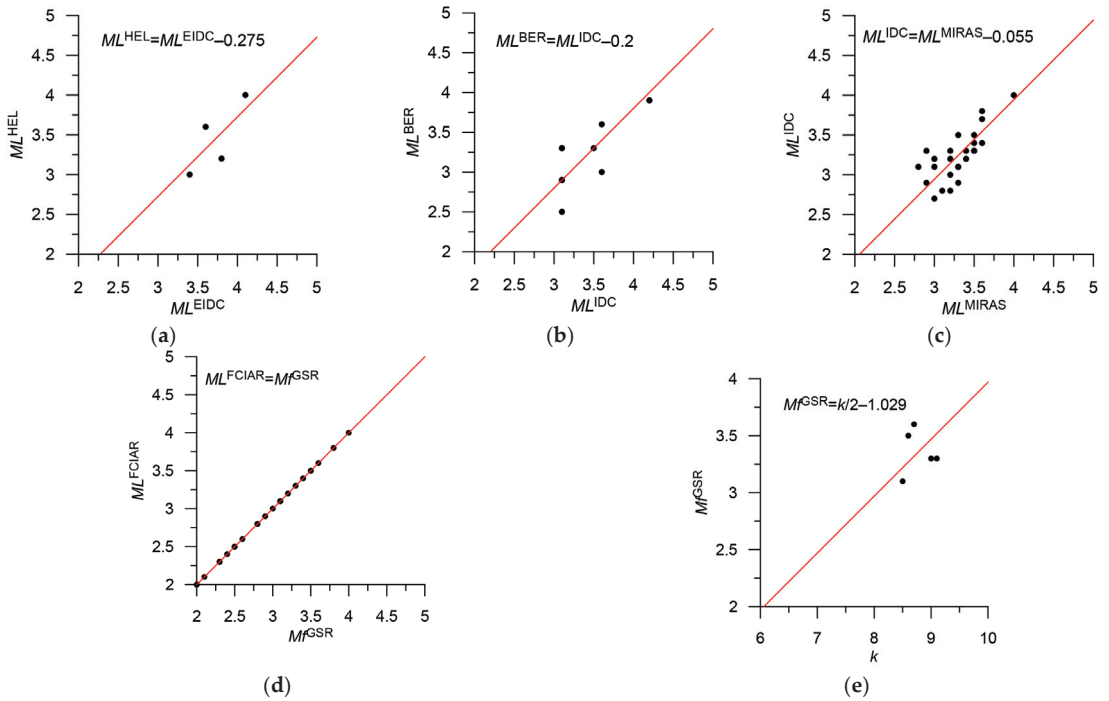 5
4.5
4
3.5
3
2.5
2
ML^HEL
ML^HEL=ML^EIDC–0.275
2 2.5 3 3.5 4 4.5 5
ML^EIDC
(a)
5
4.5
4
3.5
3
2.5
2
ML^BER
ML^BER=ML^IDC–0.2
2 2.5 3 3.5 4 4.5 5
ML^IDC
(b)
5
4.5
4
3.5
3
2.5
2
ML^IDC
ML^IDC=ML^MIRAS–0.055
2 2.5 3 3.5 4 4.5 5
ML^MIRAS
(c)
5
4.5
4
3.5
3
2.5
2
ML^FCIAR
ML^FCIAR=Mf^GSR
2 2.5 3 3.5 4 4.5 5
Mf^GSR
(d)
4
3.5
3
2.5
2
Mf^GSR
Mf^GSR=k/2–1.029
6 7 8 9 10
k
(e)